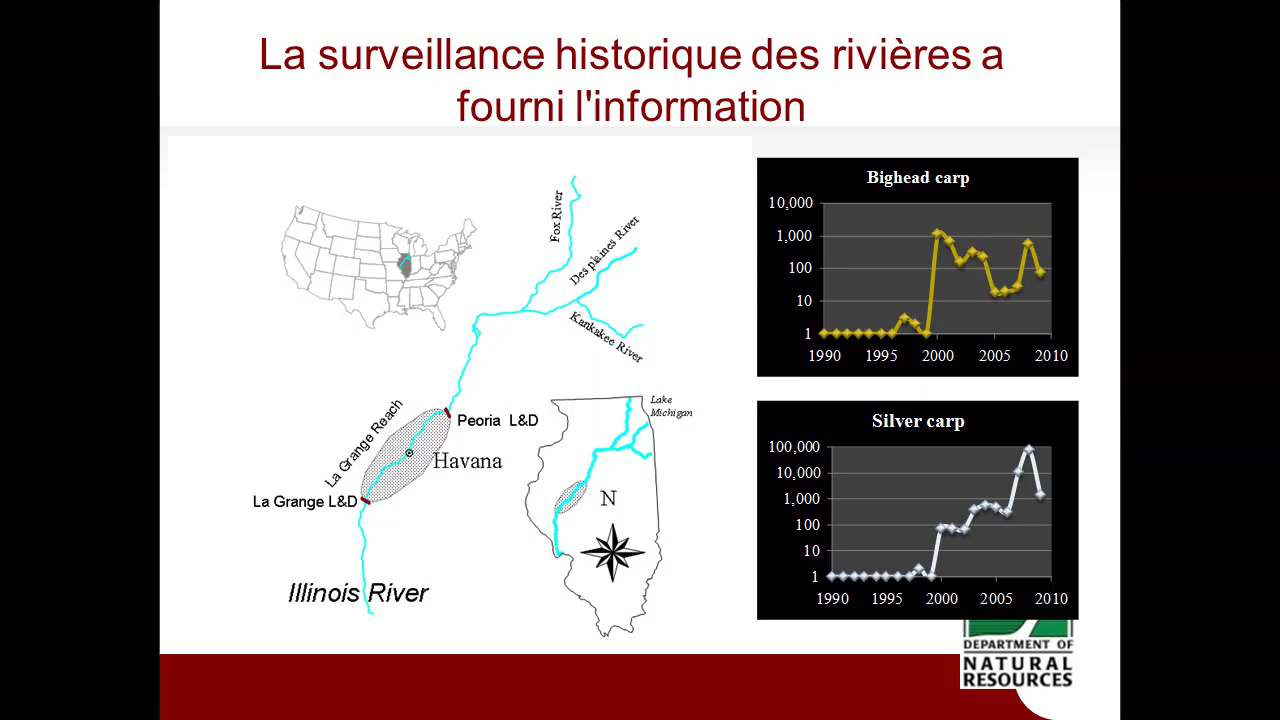 La surveillance historique des rivières a
fourni l'information
Fox River
Des plaines River
Kankakee River
La Grange Reach
Peoria L&D
Havana
La Grange L&D
Illinois River
Lake
Michigan
N
Bighead carp
10,000
1,000
100
10
1
1990 1995 2000 2005 2010
Silver carp
100,000
10,000
1,000
100
10
1
1990 1995 2000 2005 2010
DEPARTMENT OF
NATURAL
RESOURCES